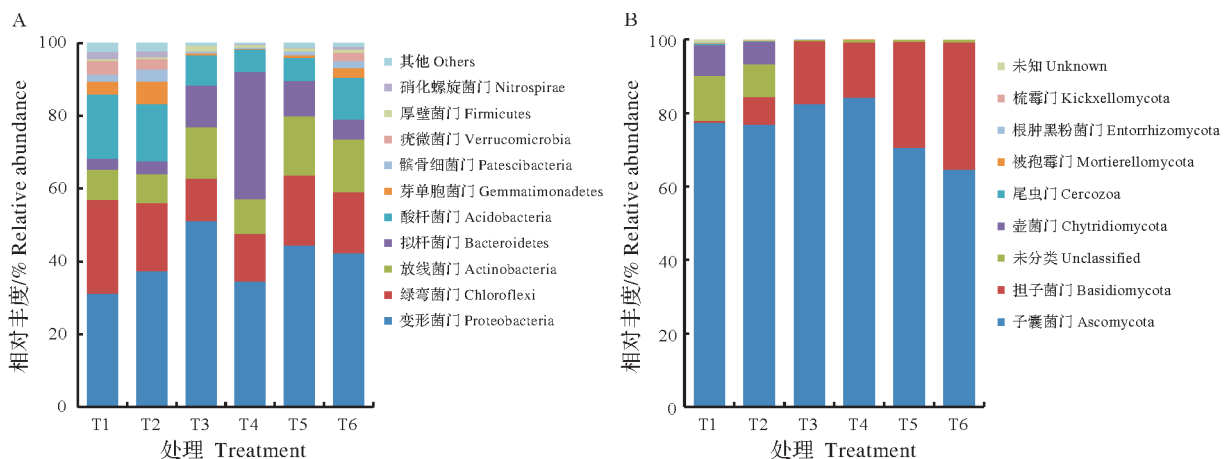 A
相对丰度/% Relative abundance
100
80
60
40
20
0
T1 T2 T3 T4 T5 T6
处理 Treatment
其他 Others
硝化螺旋菌门 Nitrospirae
厚壁菌门 Firmicutes
疣微菌门 Verrucomicrobia
髌骨细菌门 Patescibacteria
芽单胞菌门 Gemmatimonadetes
酸杆菌门 Acidobacteria
拟杆菌门 Bacteroidetes
放线菌门 Actinobacteria
绿弯菌门 Chloroflexi
变形菌门 Proteobacteria
B
相对丰度/% Relative abundance
100
80
60
40
20
0
T1 T2 T3 T4 T5 T6
处理 Treatment
未知 Unknown
梳霉门 Kickxellomycota
根肿黑粉菌门 Entorrhizomycota
被孢霉门 Mortierellomycota
尾虫门 Cercozoa
壶菌门 Chytridiomycota
未分类 Unclassified
担子菌门 Basidiomycota
子囊菌门 Ascomycota